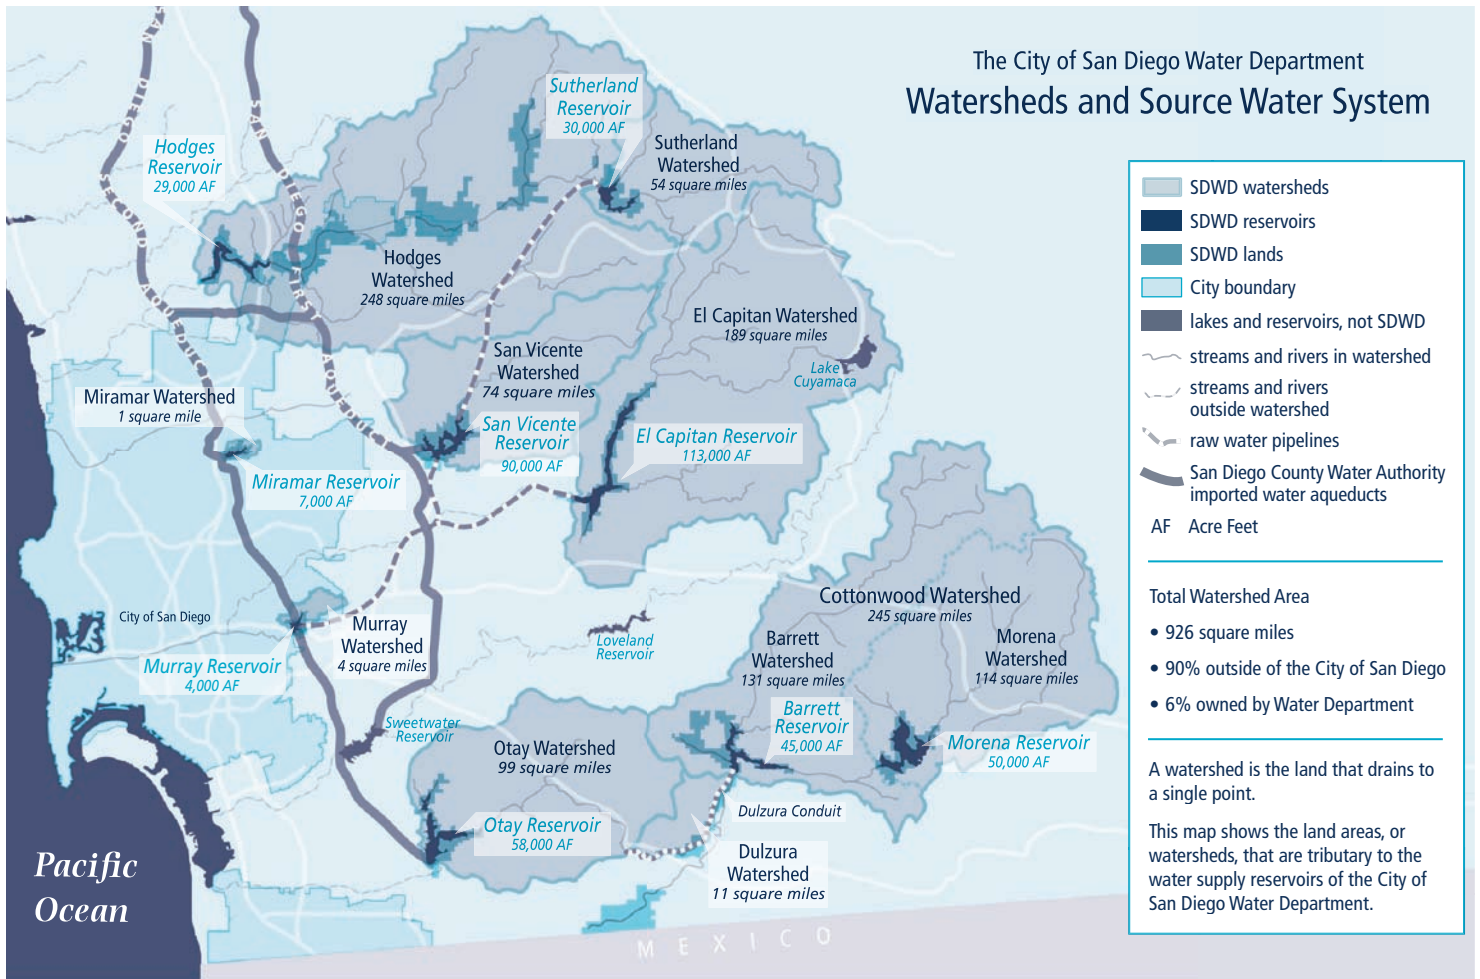 The City of San Diego Water Department
Watersheds and Source Water System
SAN DIEGO SECOND AQUEDUCT
SAN DIEGO FIRST AQUEDUCT
Hodges
Reservoir
29,000 AF
Sutherland
Reservoir
30,000 AF
Sutherland
Watershed
54 square miles
Hodges
Watershed
248 square miles
El Capitan Watershed
189 square miles
Lake
Cuyamaca
San Vicente
Watershed
74 square miles
Miramar Watershed
1 square mile
San Vicente
Reservoir
90,000 AF
El Capitan Reservoir
113,000 AF
Miramar Reservoir
7,000 AF
City of San Diego
Murray
Watershed
4 square miles
Murray Reservoir
4,000 AF
Loveland
Reservoir
Sweetwater
Reservoir
Cottonwood Watershed
245 square miles
Barrett
Watershed
131 square miles
Morena
Watershed
114 square miles
Barrett
Reservoir
45,000 AF
Morena Reservoir
50,000 AF
Otay Watershed
99 square miles
Otay Reservoir
58,000 AF
Dulzura Conduit
Dulzura
Watershed
11 square miles
Pacific
Ocean
MEXICO
SDWD watersheds
SDWD reservoirs
SDWD lands
City boundary
lakes and reservoirs, not SDWD
streams and rivers in watershed
streams and rivers
outside watershed
raw water pipelines
San Diego County Water Authority
imported water aqueducts
AF Acre Feet
Total Watershed Area
• 926 square miles
• 90% outside of the City of San Diego
• 6% owned by Water Department
A watershed is the land that drains to
a single point.
This map shows the land areas, or
watersheds, that are tributary to the
water supply reservoirs of the City of
San Diego Water Department.